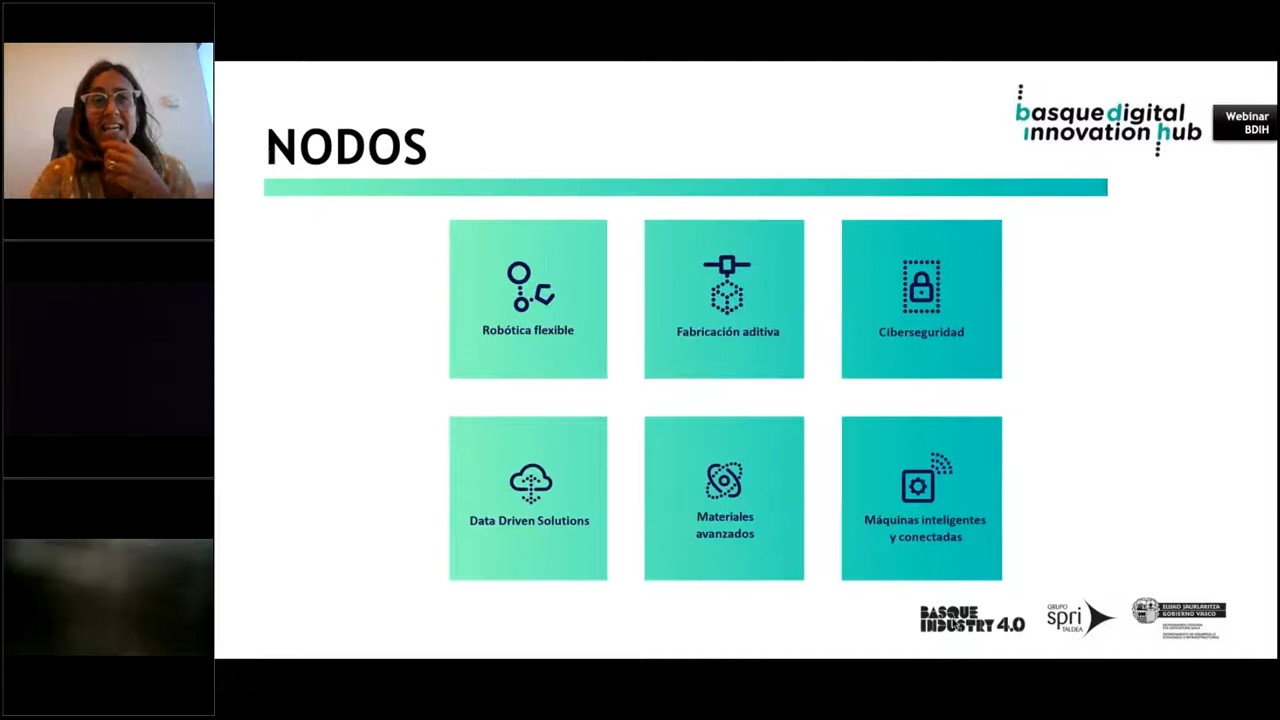 basque digital
innovation hub
Webinar
BDIH
NODOS
Robótica flexible
Fabricación aditiva
Ciberseguridad
Data Driven Solutions
Materiales
avanzados
Máquinas inteligentes
y conectadas
BASQUE
INDUSTRY 4.0
GRUPO
spri
TALDEA
EUSKO JAURLARITZA
GOBIERNO VASCO